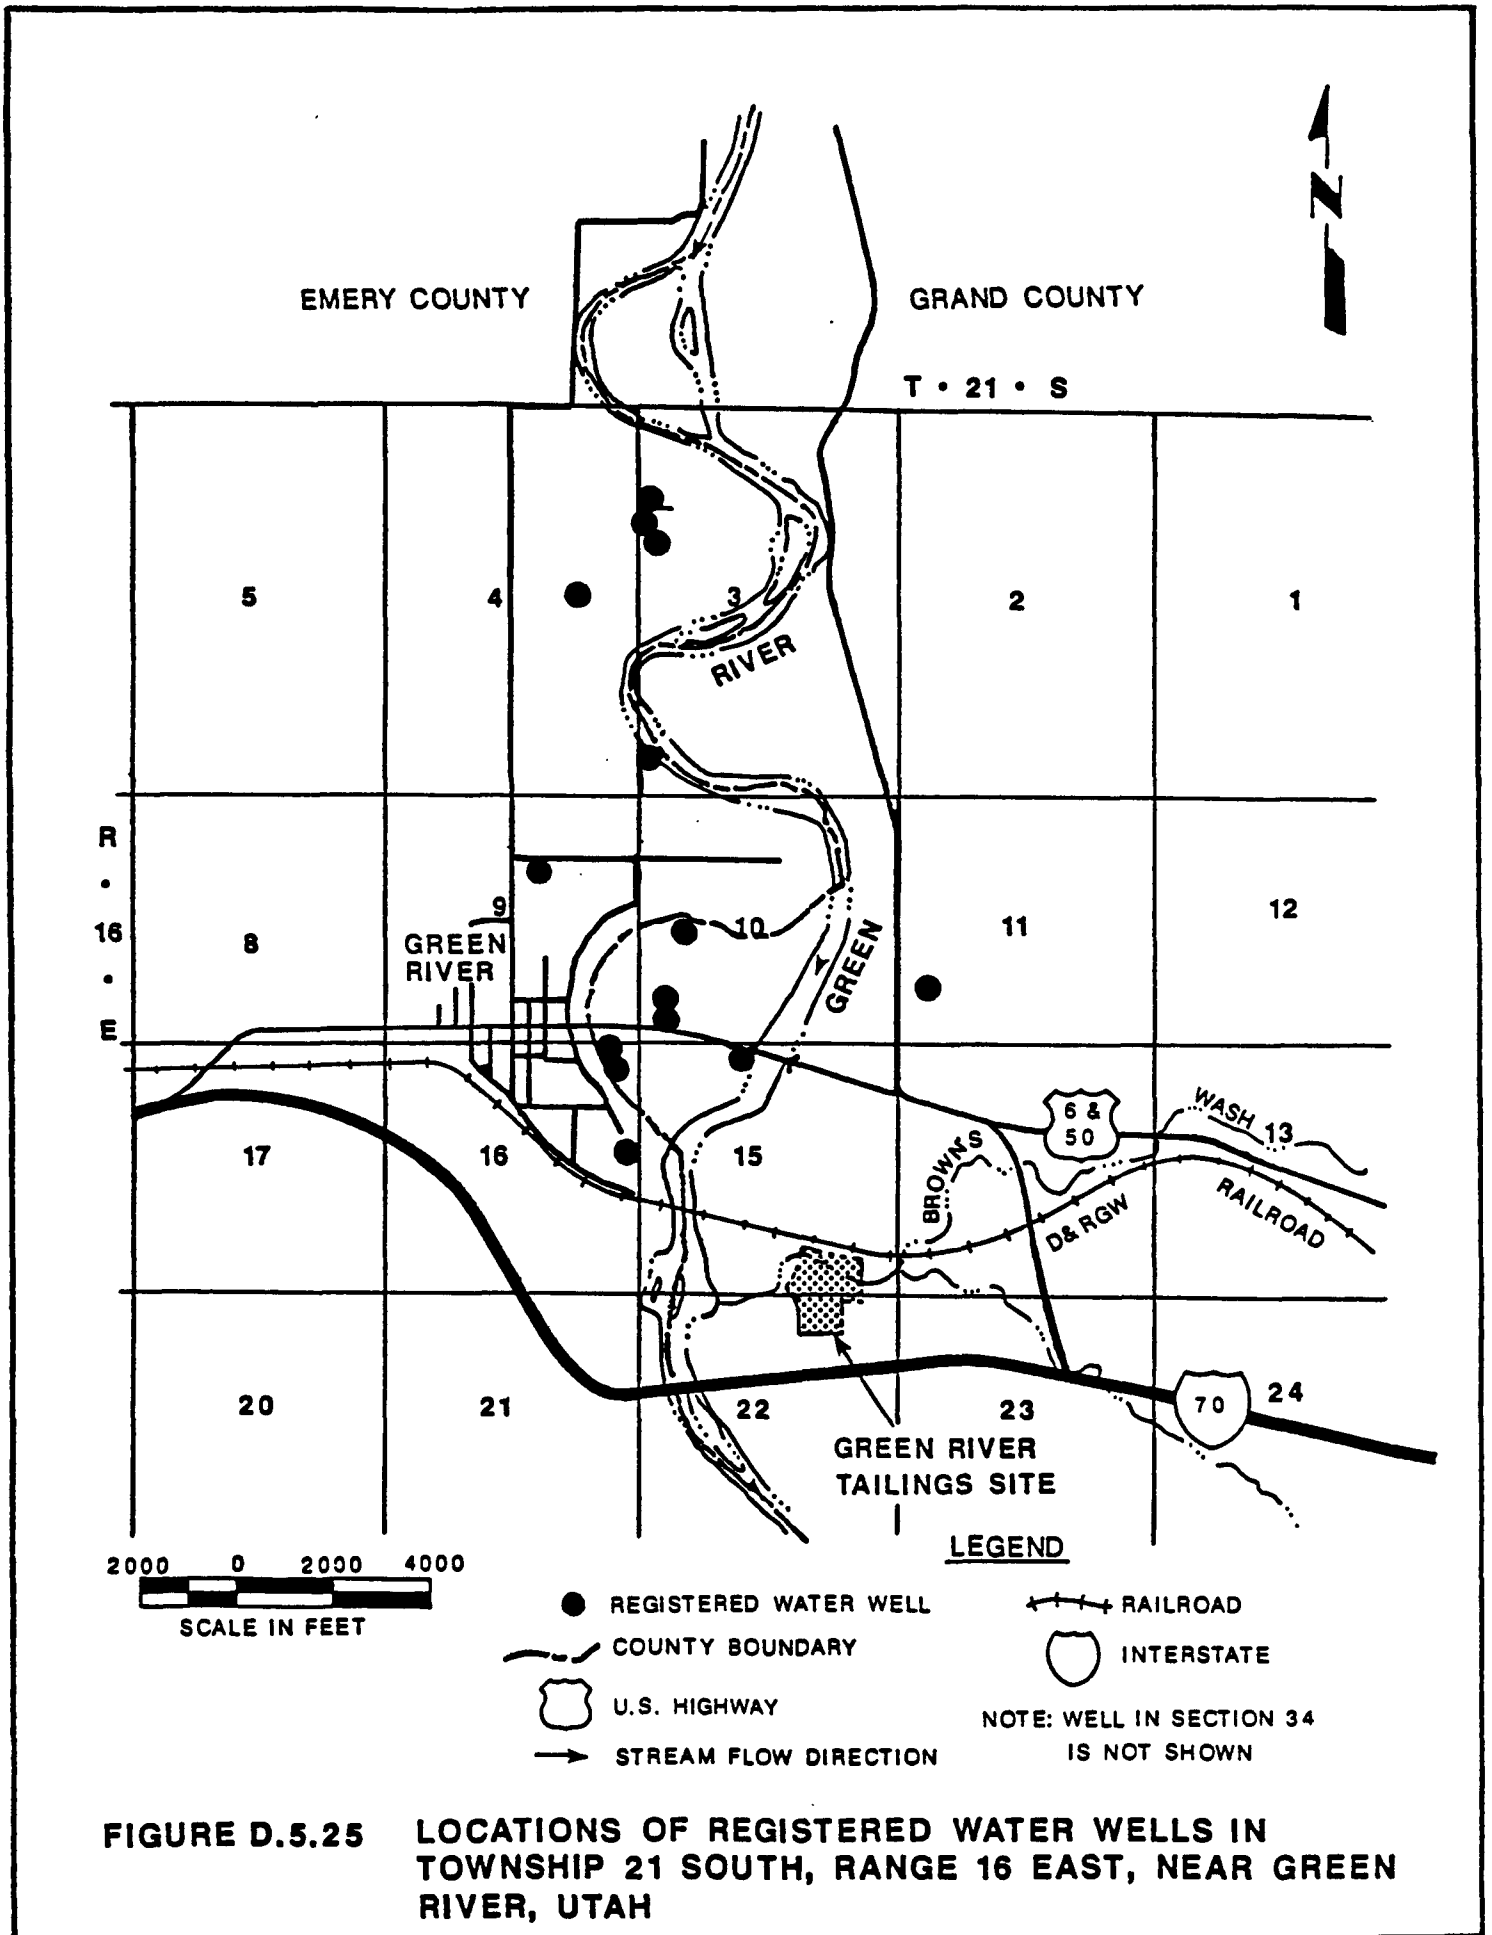 N
EMERY COUNTY
GRAND COUNTY
T • 21 • S
5
4
3
2
1
RIVER
R
•
16
•
E
8
9
GREEN
RIVER
10
GREEN
11
12
17
16
15
6 &
50
WASH
13
BROWN'S
D & RGW
RAILROAD
20
21
22
23
70
24
GREEN RIVER
TAILINGS SITE
2000 0 2000 4000
SCALE IN FEET
LEGEND
REGISTERED WATER WELL
COUNTY BOUNDARY
U.S. HIGHWAY
STREAM FLOW DIRECTION
RAILROAD
INTERSTATE
NOTE: WELL IN SECTION 34
IS NOT SHOWN
FIGURE D.5.25 LOCATIONS OF REGISTERED WATER WELLS IN
TOWNSHIP 21 SOUTH, RANGE 16 EAST, NEAR GREEN
RIVER, UTAH